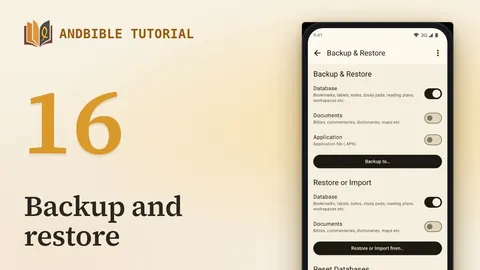 ANDBIBLE TUTORIAL
16
Backup and
restore
9:41
3G
Backup & Restore
Backup & Restore
Database
Bookmarks, labels, notes, study pads, reading plans,
workspaces etc.
Documents
Bibles, commentaries, dictionaries, maps etc.
Application
Application file (.APK)
Backup to...
Restore or Import
Database
Bookmarks, labels, notes, study pads, reading plans,
workspaces etc.
Documents
Bibles, commentaries, dictionaries, maps etc.
Restore or Import from...
Reset Databases